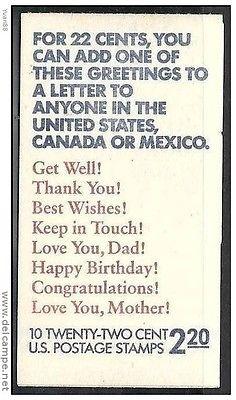 FOR 22 CENTS, YOU
CAN ADD ONE OF
THESE GREETINGS TO
A LETTER TO
ANYONE IN THE
UNITED STATES,
CANADA OR MEXICO.
Get Well!
Thank You!
Best Wishes!
Keep in Touch!
Love You, Dad!
Happy Birthday!
Congratulations!
Love You, Mother!
10 TWENTY-TWO CENT
U.S. POSTAGE STAMPS
220
www.delcampe.net